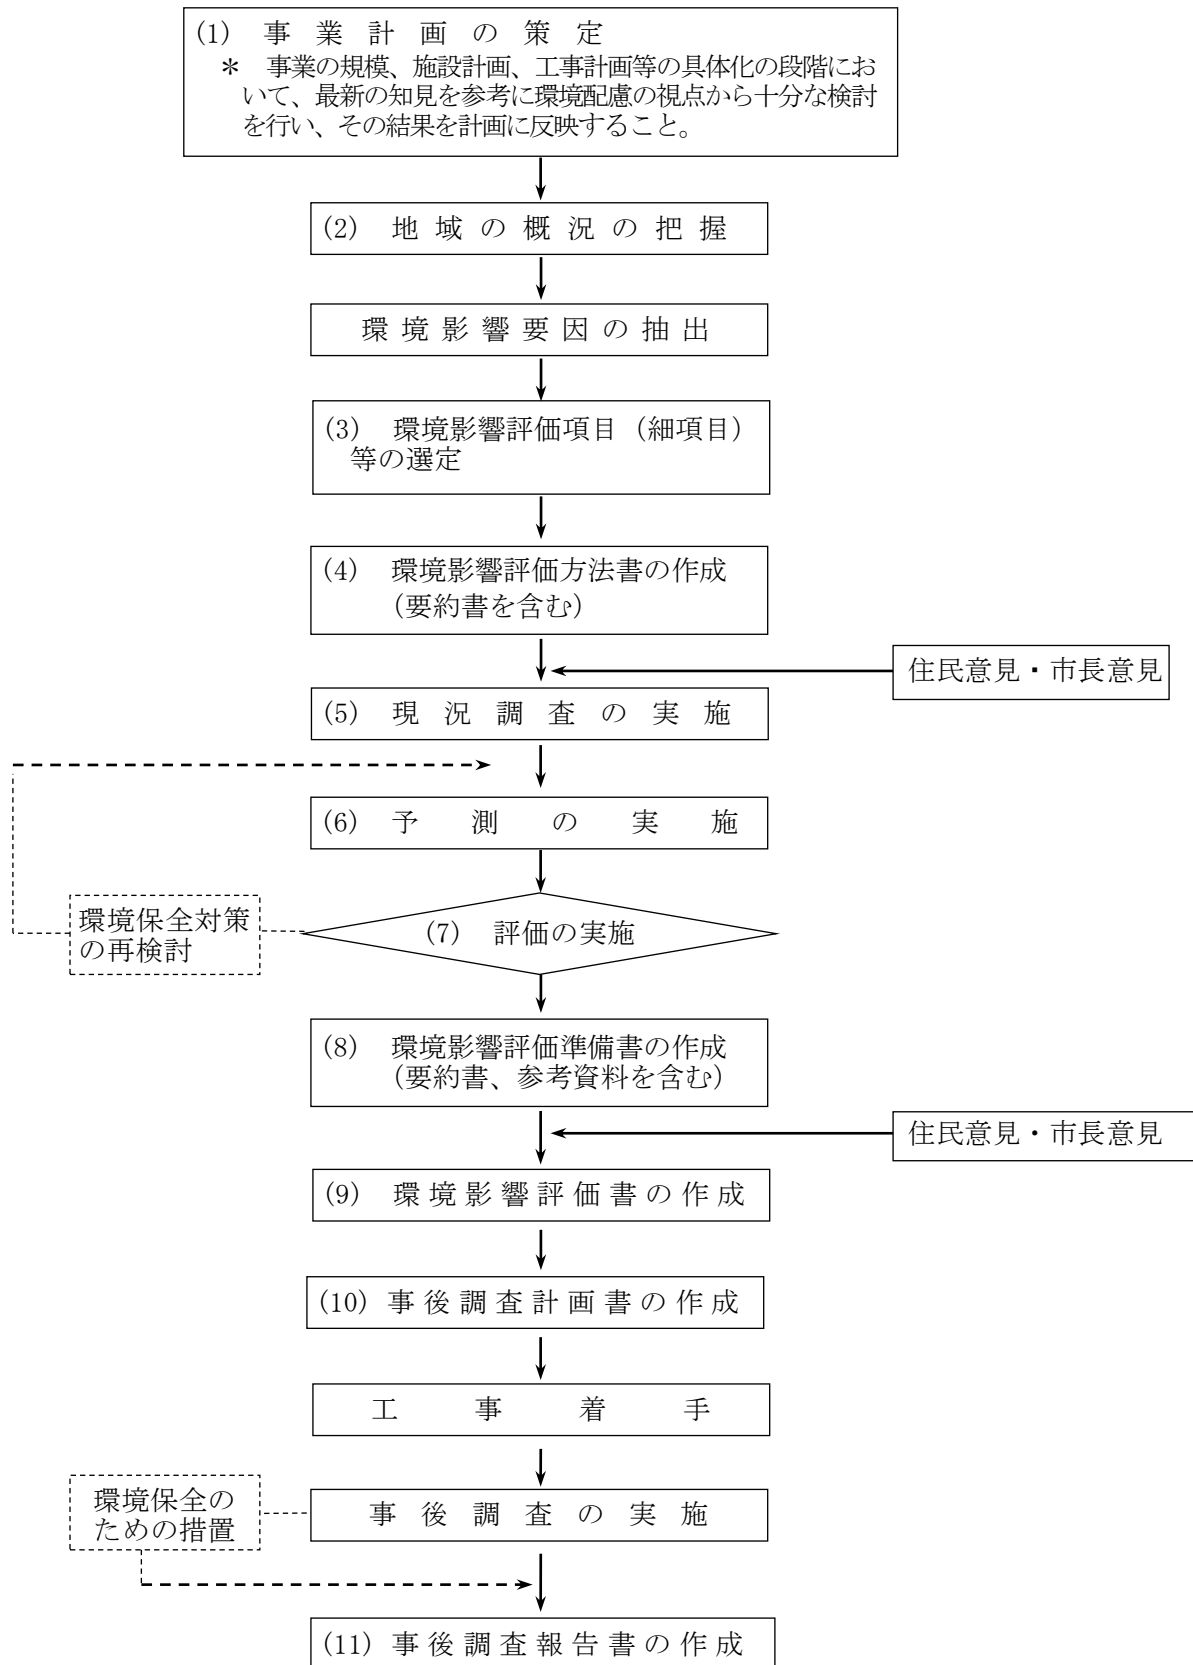 (1) 事業計画の策定
＊ 事業の規模、施設計画、工事計画等の具体化の段階にお
いて、最新の知見を参考に環境配慮の視点から十分な検討
を行い、その結果を計画に反映すること。
(2) 地域の概況の把握
環境影響要因の抽出
(3) 環境影響評価項目（細項目）
等の選定
(4) 環境影響評価方法書の作成
（要約書を含む）
住民意見・市長意見
(5) 現況調査の実施
(6) 予測の実施
環境保全対策
の再検討
(7) 評価の実施
(8) 環境影響評価準備書の作成
（要約書、参考資料を含む）
住民意見・市長意見
(9) 環境影響評価書の作成
(10) 事後調査計画書の作成
工事着手
環境保全の
ための措置
事後調査の実施
(11) 事後調査報告書の作成